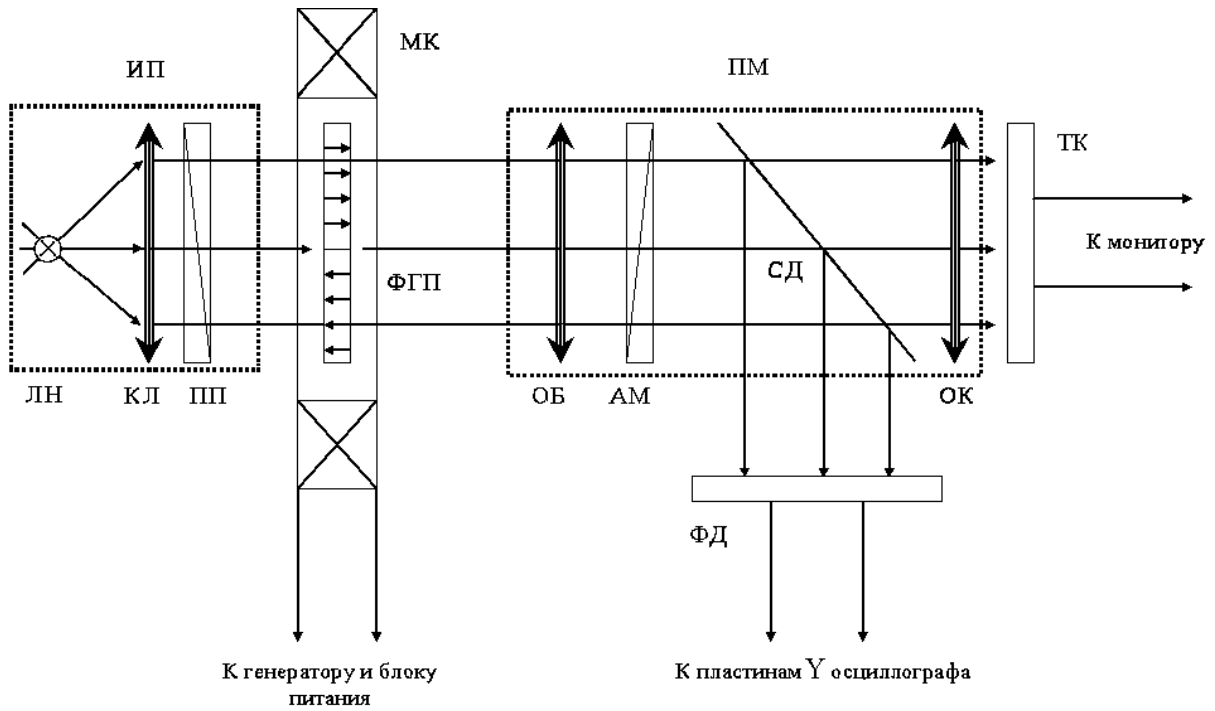 МК
ИП
ПМ
ТК
К монитору
ФГП
СД
ЛН
КЛ
ПП
ОБ
АМ
ОК
ФД
К генератору и блоку
питания
К пластинам Y осциллографа